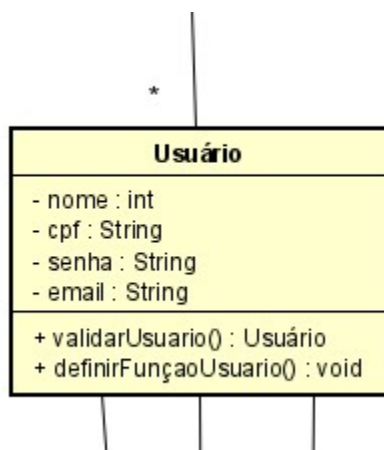 *
Usuário
- nome : int
- cpf : String
- senha : String
- email : String
+ validarUsuario() : Usuário
+ definirFunçaoUsuario() : void